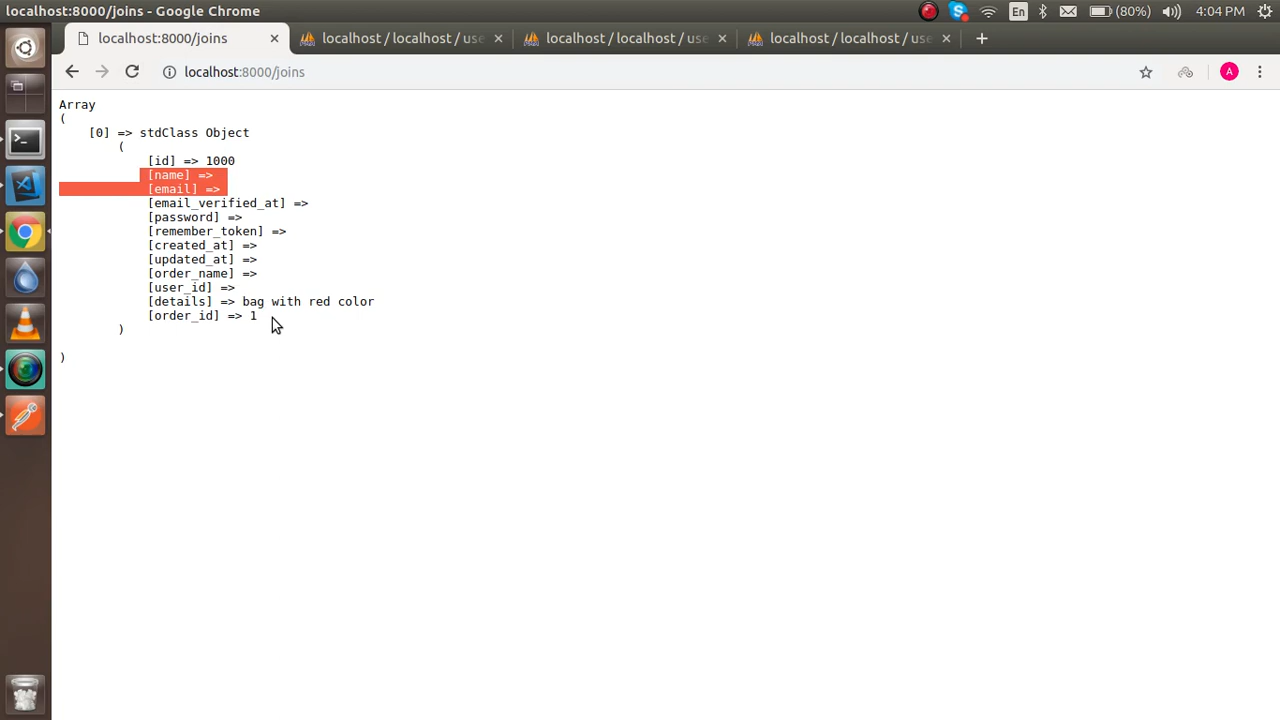 localhost:8000/joins - Google Chrome
En
(80%)
4:04 PM
localhost:8000/joins
localhost / localhost / use
localhost / localhost / use
localhost / localhost / use
localhost:8000/joins
A
Array
(
[0] => stdClass Object
(
[id] => 1000
[name] =>
[email] =>
[email_verified_at] =>
[password] =>
[remember_token] =>
[created_at] =>
[updated_at] =>
[order_name] =>
[user_id] =>
[details] => bag with red color
[order_id] => 1
)
)